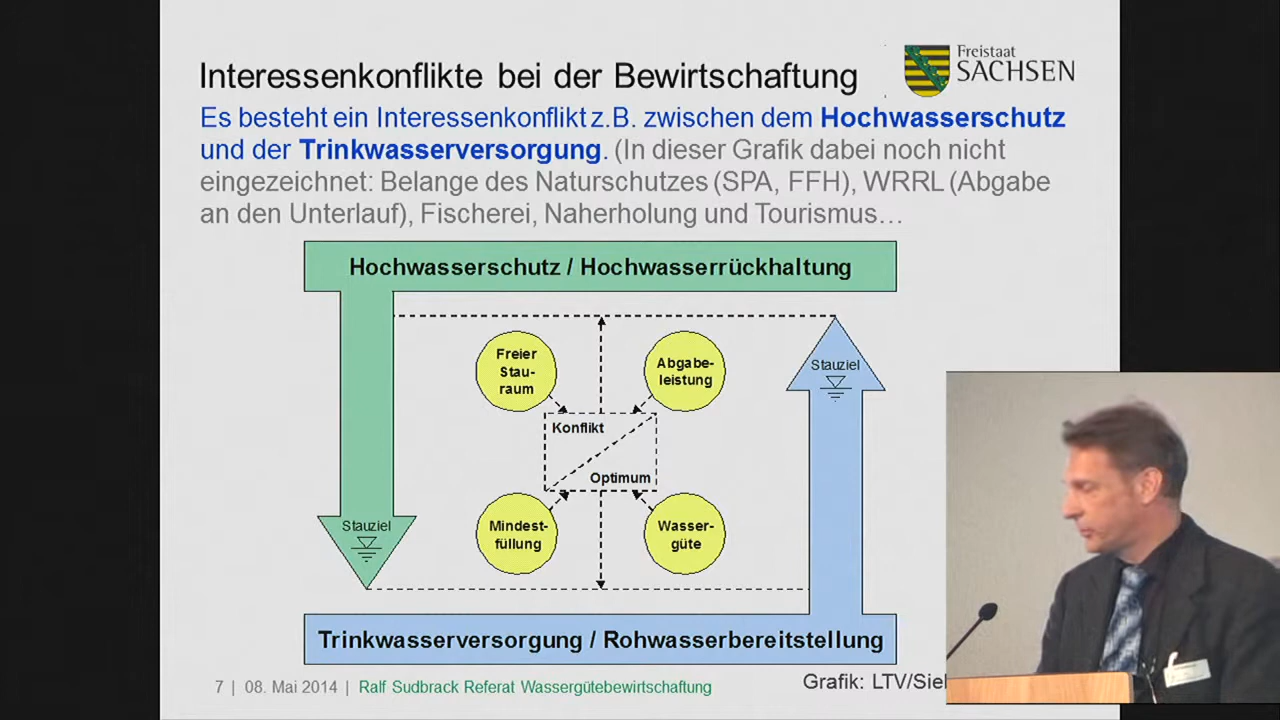 Interessenkonflikte bei der Bewirtschaftung
Freistaat
SACHSEN
Es besteht ein Interessenkonflikt z.B. zwischen dem Hochwasserschutz
und der Trinkwasserversorgung. (In dieser Grafik dabei noch nicht
eingezeichnet: Belange des Naturschutzes (SPA, FFH), WRRL (Abgabe
an den Unterlauf), Fischerei, Naherholung und Tourismus…
Hochwasserschutz / Hochwasserrückhaltung
Freier
Stau-
raum
Abgabe-
leistung
Stauziel
Konflikt
Optimum
Stauziel
Mindest-
füllung
Wasser-
güte
Trinkwasserversorgung / Rohwasserbereitstellung
7 | 08. Mai 2014 | Ralf Sudbrack Referat Wassergütebewirtschaftung
Grafik: LTV/Siel